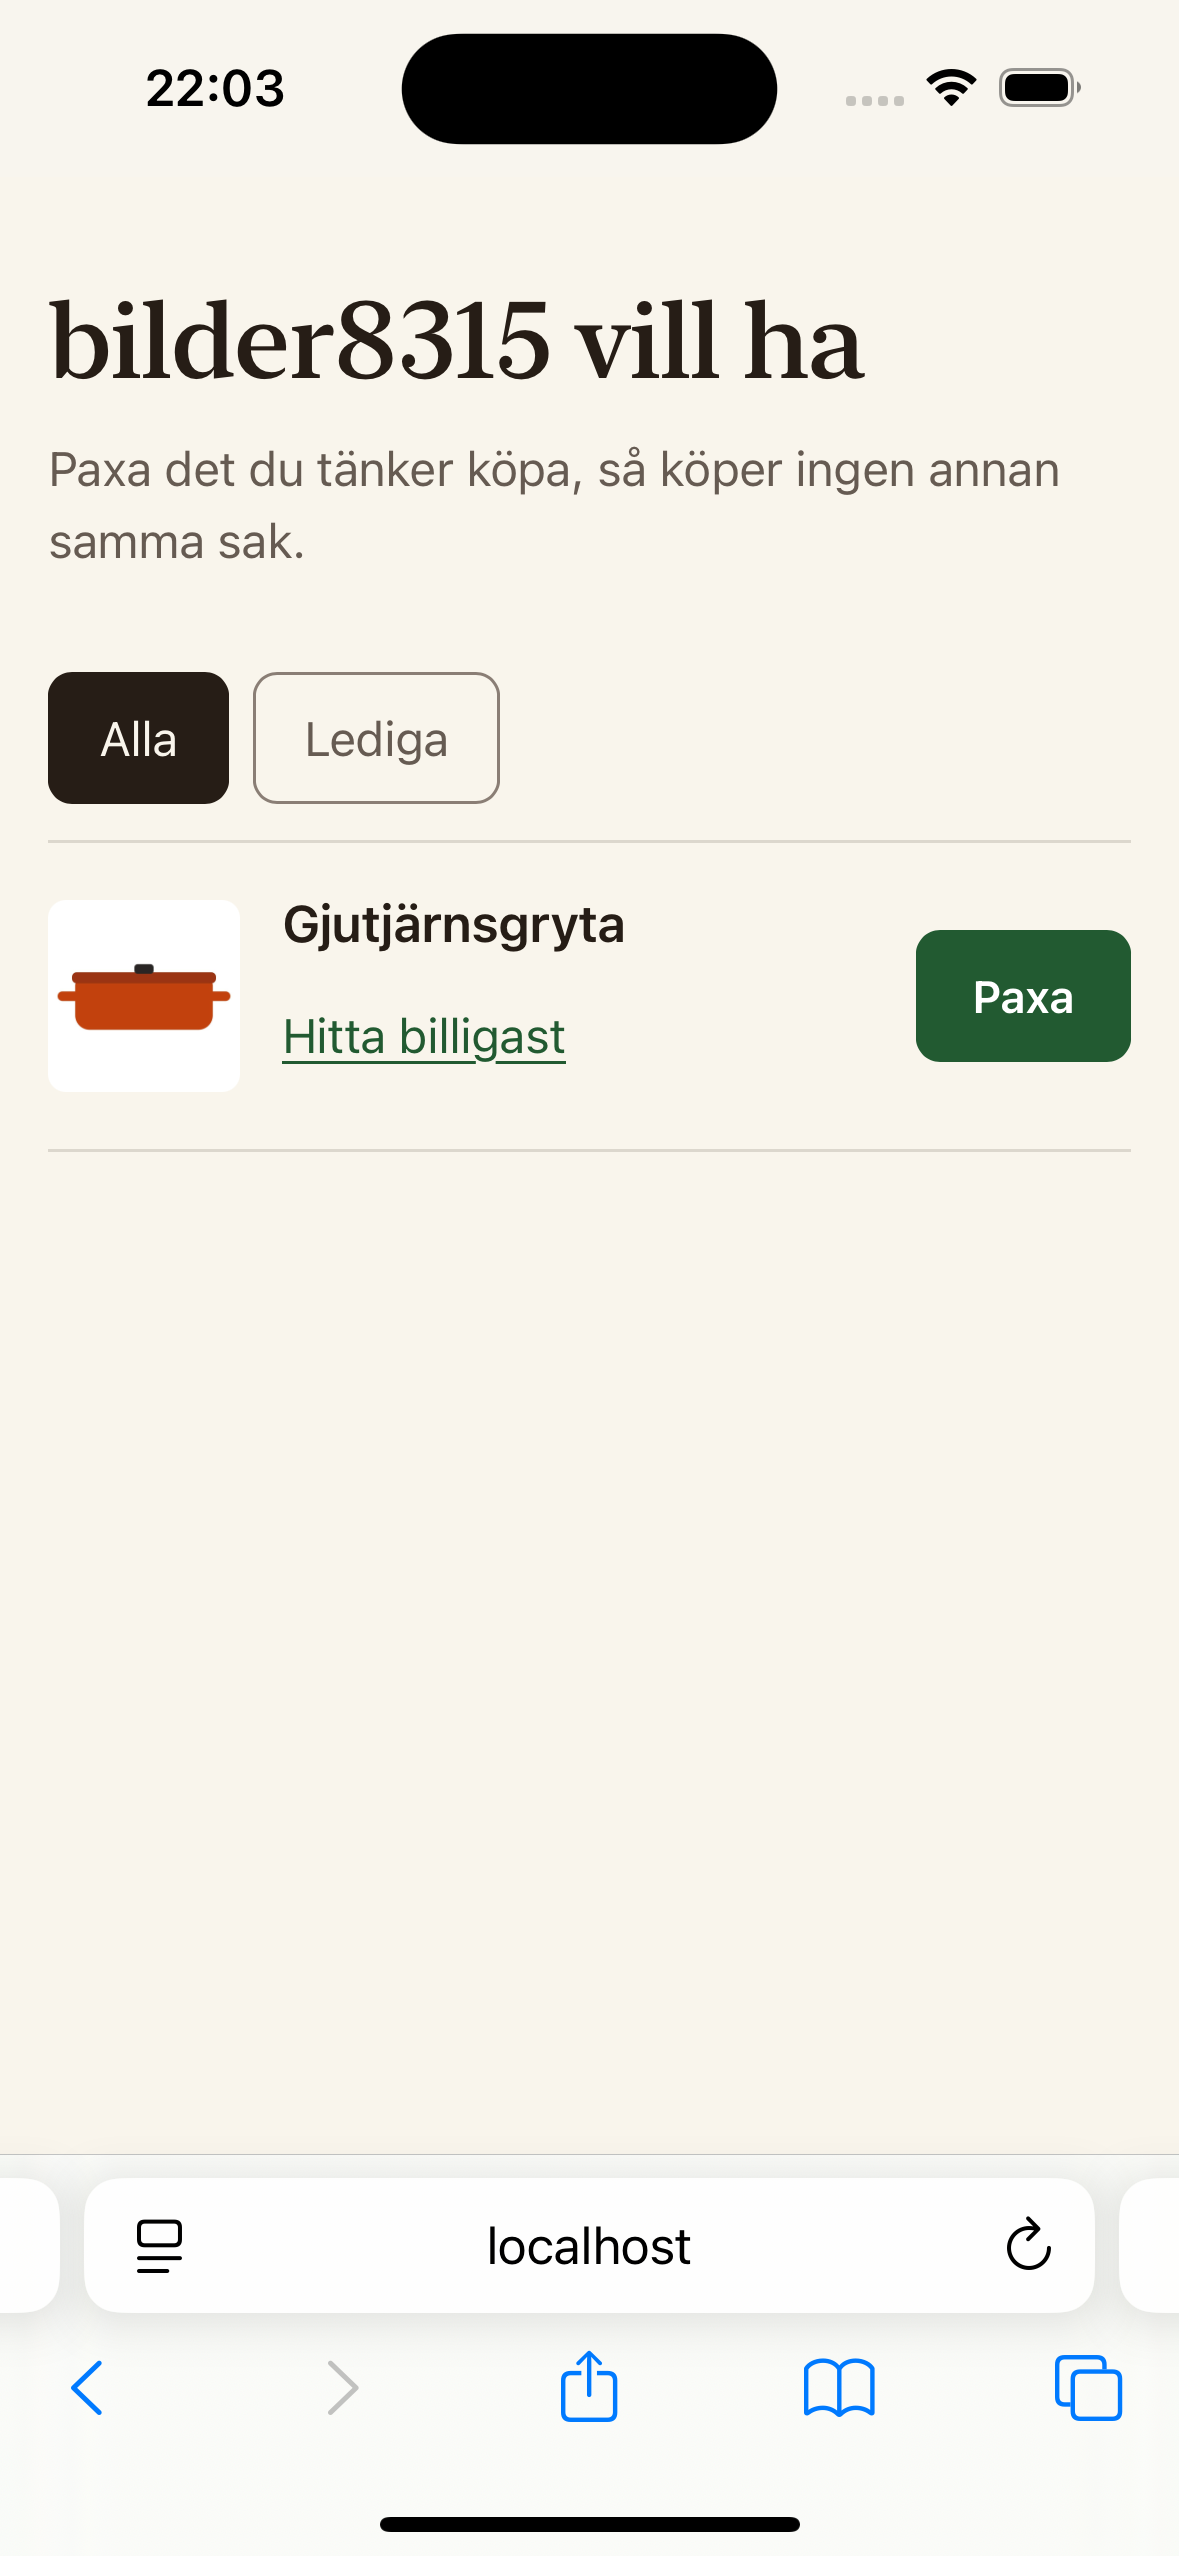 22:03
bilder8315 vill ha
Paxa det du tänker köpa, så köper ingen annan
samma sak.
Alla
Lediga
Gjutjärnsgryta
Hitta billigast
Paxa
localhost